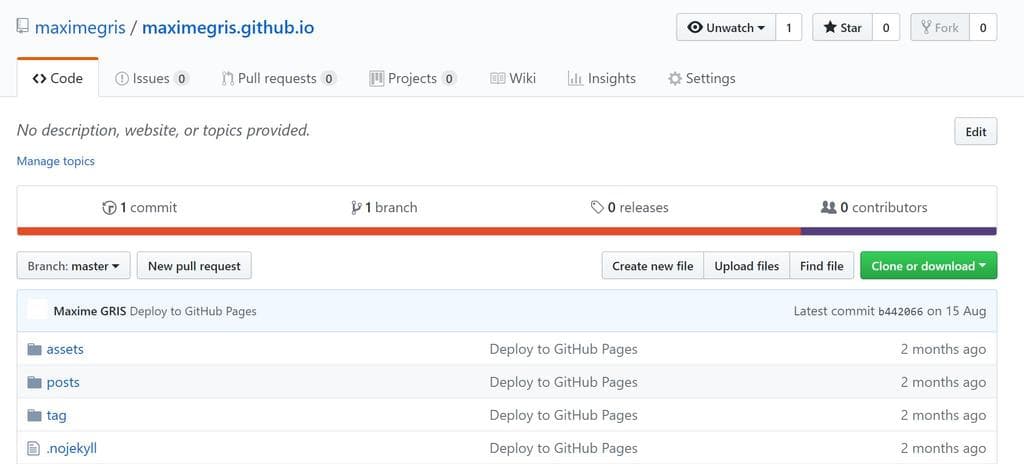 maximegris / maximegris.github.io Unwatch 1 Star 0 Fork 0
Code Issues 0 Pull requests 0 Projects 0 Wiki Insights Settings
No description, website, or topics provided. Edit
Manage topics
1 commit 1 branch 0 releases 0 contributors
Branch: master New pull request Create new file Upload files Find file Clone or download
Maxime GRIS Deploy to GitHub Pages Latest commit b442066 on 15 Aug
assets Deploy to GitHub Pages 2 months ago
posts Deploy to GitHub Pages 2 months ago
tag Deploy to GitHub Pages 2 months ago
.nojekyll Deploy to GitHub Pages 2 months ago